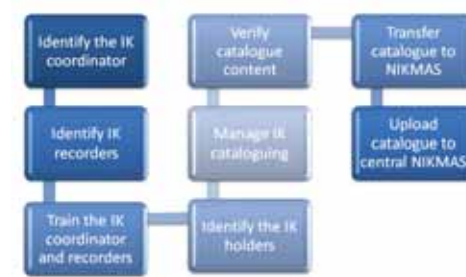 Identify the IK
coordinator
Identify IK
recorders
Train the IK
coordinator
and recorders
Identify the IK
holders
Manage IK
cataloguing
Verify
catalogue
content
Transfer
catalogue to
NIKMAS
Upload
catalogue to
central NIKMAS